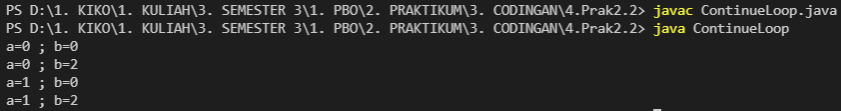 PS D:\1. KIKO\1. KULIAH\3. SEMESTER 3\1. PBO\2. PRAKTIKUM\3. CODINGAN\4.Prak2.2> javac ContinueLoop.java
PS D:\1. KIKO\1. KULIAH\3. SEMESTER 3\1. PBO\2. PRAKTIKUM\3. CODINGAN\4.Prak2.2> java ContinueLoop
a=0 ; b=0
a=0 ; b=2
a=1 ; b=0
a=1 ; b=2